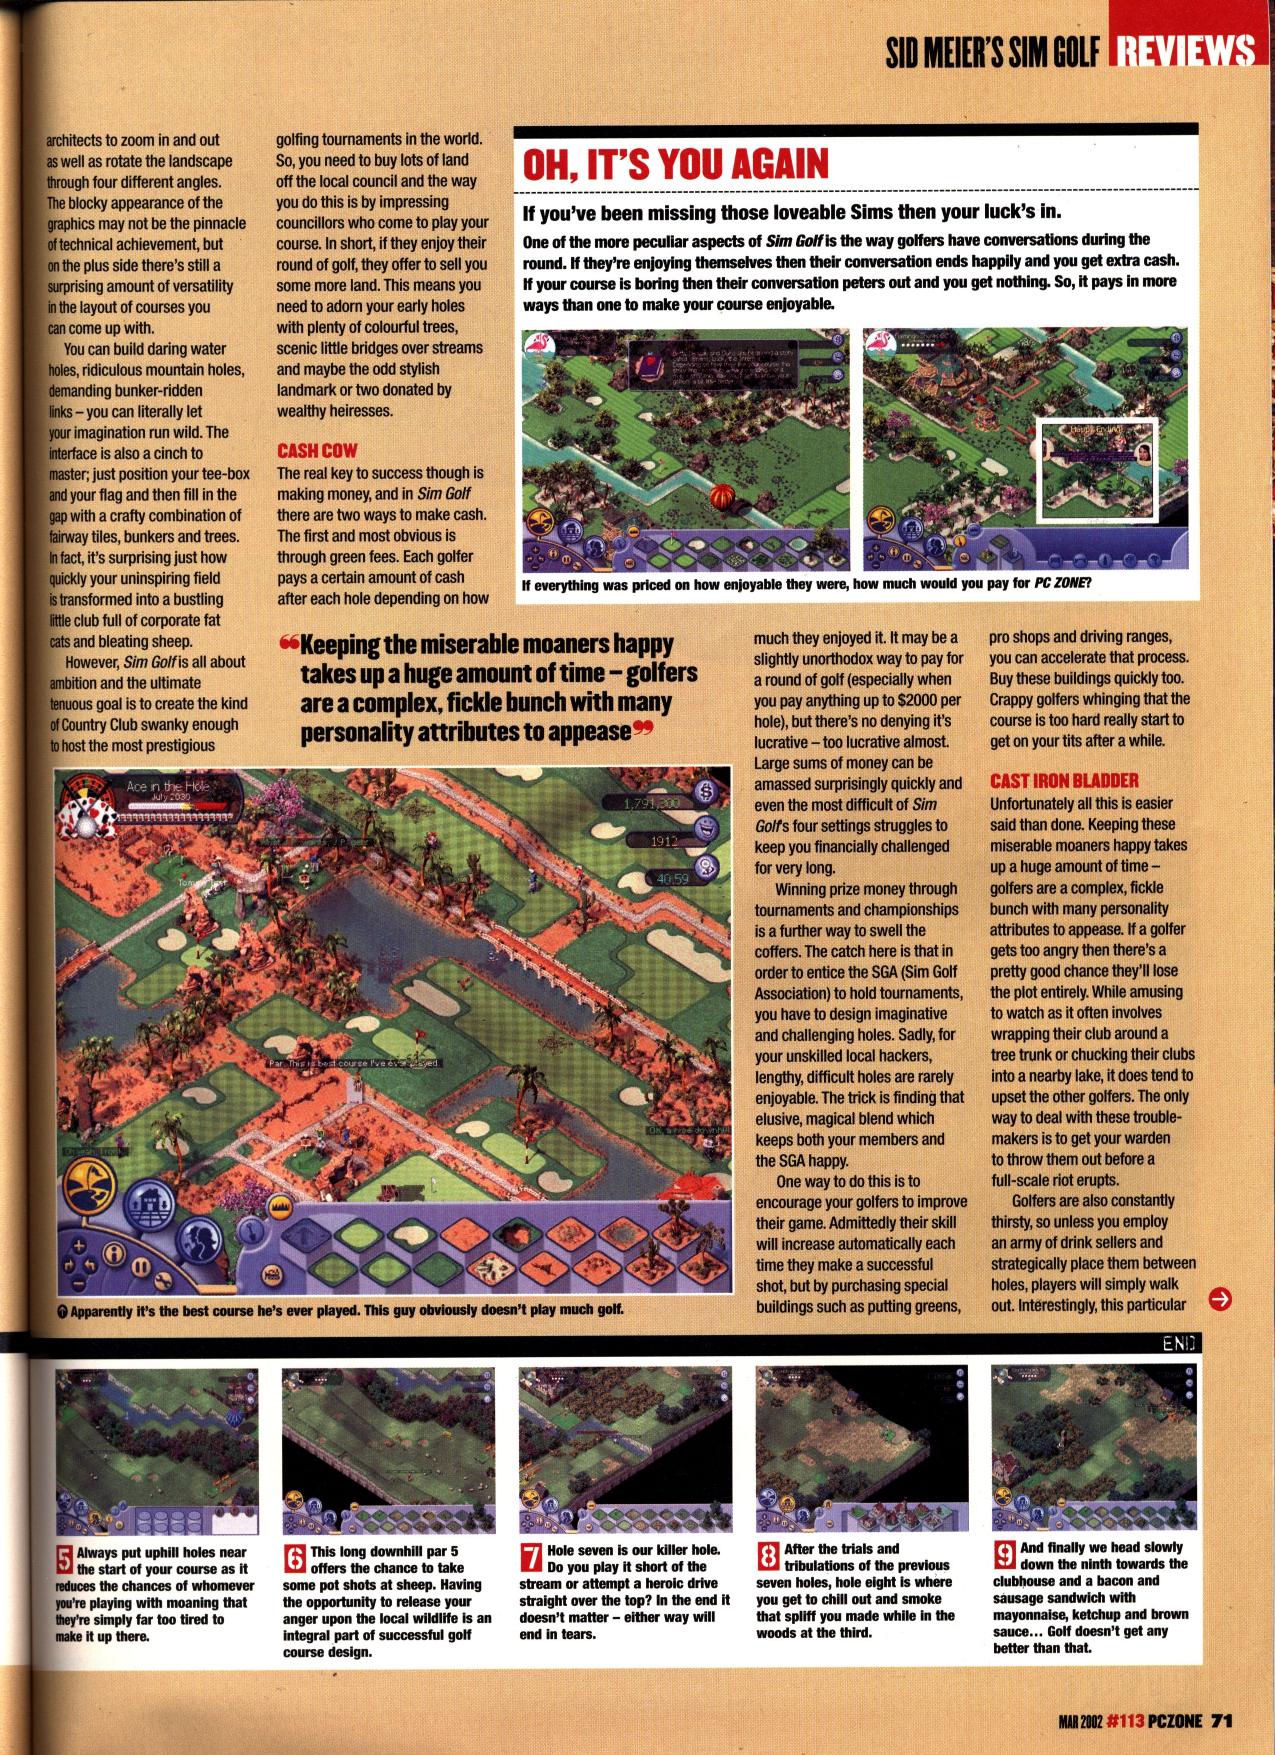 SID MEIER'S SIM GOLF REVIEWS
architects to zoom in and out
as well as rotate the landscape
through four different angles.
The blocky appearance of the
graphics may not be the pinnacle
of technical achievement, but
on the plus side there's still a
surprising amount of versatility
in the layout of courses you
can come up with.
You can build daring water
holes, ridiculous mountain holes,
demanding bunker-ridden
links – you can literally let
your imagination run wild. The
interface is also a cinch to
master; just position your tee-box
and your flag and then fill in the
gap with a crafty combination of
fairway tiles, bunkers and trees.
In fact, it's surprising just how
quickly your uninspiring field
is transformed into a bustling
little club full of corporate fat
cats and bleating sheep.
However, Sim Golf is all about
ambition and the ultimate
tenuous goal is to create the kind
of Country Club swanky enough
to host the most prestigious
golfing tournaments in the world.
So, you need to buy lots of land
off the local council and the way
you do this is by impressing
councillors who come to play your
course. In short, if they enjoy their
round of golf, they offer to sell you
some more land. This means you
need to adorn your early holes
with plenty of colourful trees,
scenic little bridges over streams
and maybe the odd stylish
landmark or two donated by
wealthy heiresses.
CASH COW
The real key to success though is
making money, and in Sim Golf
there are two ways to make cash.
The first and most obvious is
through green fees. Each golfer
pays a certain amount of cash
after each hole depending on how
much they enjoyed it. It may be a
slightly unorthodox way to pay for
a round of golf (especially when
you pay anything up to $2000 per
hole), but there's no denying it's
lucrative – too lucrative almost.
Large sums of money can be
amassed surprisingly quickly and
even the most difficult of Sim
Golf's four settings struggles to
keep you financially challenged
for very long.
Winning prize money through
tournaments and championships
is a further way to swell the
coffers. The catch here is that in
order to entice the SGA (Sim Golf
Association) to hold tournaments,
you have to design imaginative
and challenging holes. Sadly, for
your unskilled local hackers,
lengthy, difficult holes are rarely
enjoyable. The trick is finding that
elusive, magical blend which
keeps both your members and
the SGA happy.
One way to do this is to
encourage your golfers to improve
their game. Admittedly their skill
will increase automatically each
time they make a successful
shot, but by purchasing special
buildings such as putting greens,
pro shops and driving ranges,
you can accelerate that process.
Buy these buildings quickly too.
Crappy golfers whinging that the
course is too hard really start to
get on your tits after a while.
CAST IRON BLADDER
Unfortunately all this is easier
said than done. Keeping these
miserable moaners happy takes
up a huge amount of time –
golfers are a complex, fickle
bunch with many personality
attributes to appease. If a golfer
gets too angry then there's a
pretty good chance they'll lose
the plot entirely. While amusing
to watch as it often involves
wrapping their club around a
tree trunk or chucking their clubs
into a nearby lake, it does tend to
upset the other golfers. The only
way to deal with these trouble-
makers is to get your warden
to throw them out before a
full-scale riot erupts.
Golfers are also constantly
thirsty, so unless you employ
an army of drink sellers and
strategically place them between
holes, players will simply walk
out. Interestingly, this particular
OH, IT'S YOU AGAIN
If you've been missing those loveable Sims then your luck's in.
One of the more peculiar aspects of Sim Golf is the way golfers have conversations during the
round. If they're enjoying themselves then their conversation ends happily and you get extra cash.
If your course is boring then their conversation peters out and you get nothing. So, it pays in more
ways than one to make your course enjoyable.
Happy Ending!
If everything was priced on how enjoyable they were, how much would you pay for PC ZONE?
“Keeping the miserable moaners happy
takes up a huge amount of time – golfers
are a complex, fickle bunch with many
personality attributes to appease”
Ace in the Hole
July 2030
1,791,300
1912
40:59
Par. This is best course I've ever played.
Apparently it's the best course he's ever played. This guy obviously doesn't play much golf.
END
5 Always put uphill holes near
the start of your course as it
reduces the chances of whomever
you're playing with moaning that
they're simply far too tired to
make it up there.
6 This long downhill par 5
offers the chance to take
some pot shots at sheep. Having
the opportunity to release your
anger upon the local wildlife is an
integral part of successful golf
course design.
7 Hole seven is our killer hole.
Do you play it short of the
stream or attempt a heroic drive
straight over the top? In the end it
doesn't matter – either way will
end in tears.
8 After the trials and
tribulations of the previous
seven holes, hole eight is where
you get to chill out and smoke
that spliff you made while in the
woods at the third.
9 And finally we head slowly
down the ninth towards the
clubhouse and a bacon and
sausage sandwich with
mayonnaise, ketchup and brown
sauce... Golf doesn't get any
better than that.
MAR 2002 #113 PCZONE 71